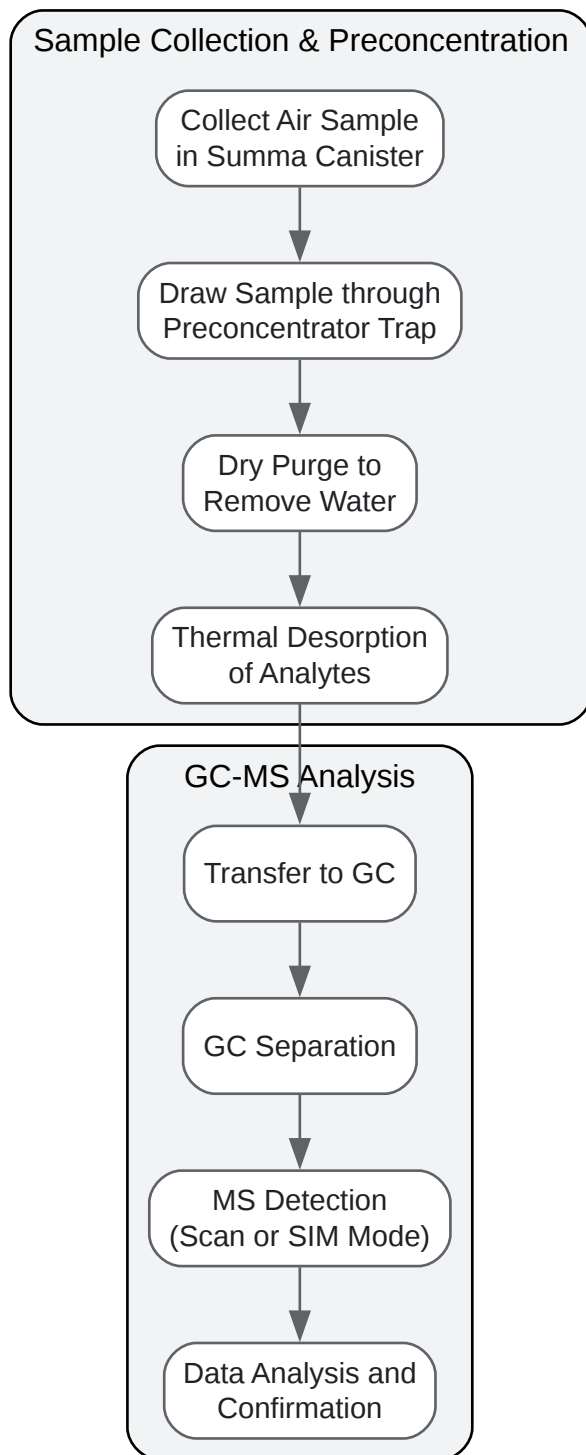 Sample Collection & Preconcentration
Collect Air Sample
in Summa Canister
Draw Sample through
Preconcentrator Trap
Dry Purge to
Remove Water
Thermal Desorption
of Analytes
GC-MS Analysis
Transfer to GC
GC Separation
MS Detection
(Scan or SIM Mode)
Data Analysis and
Confirmation